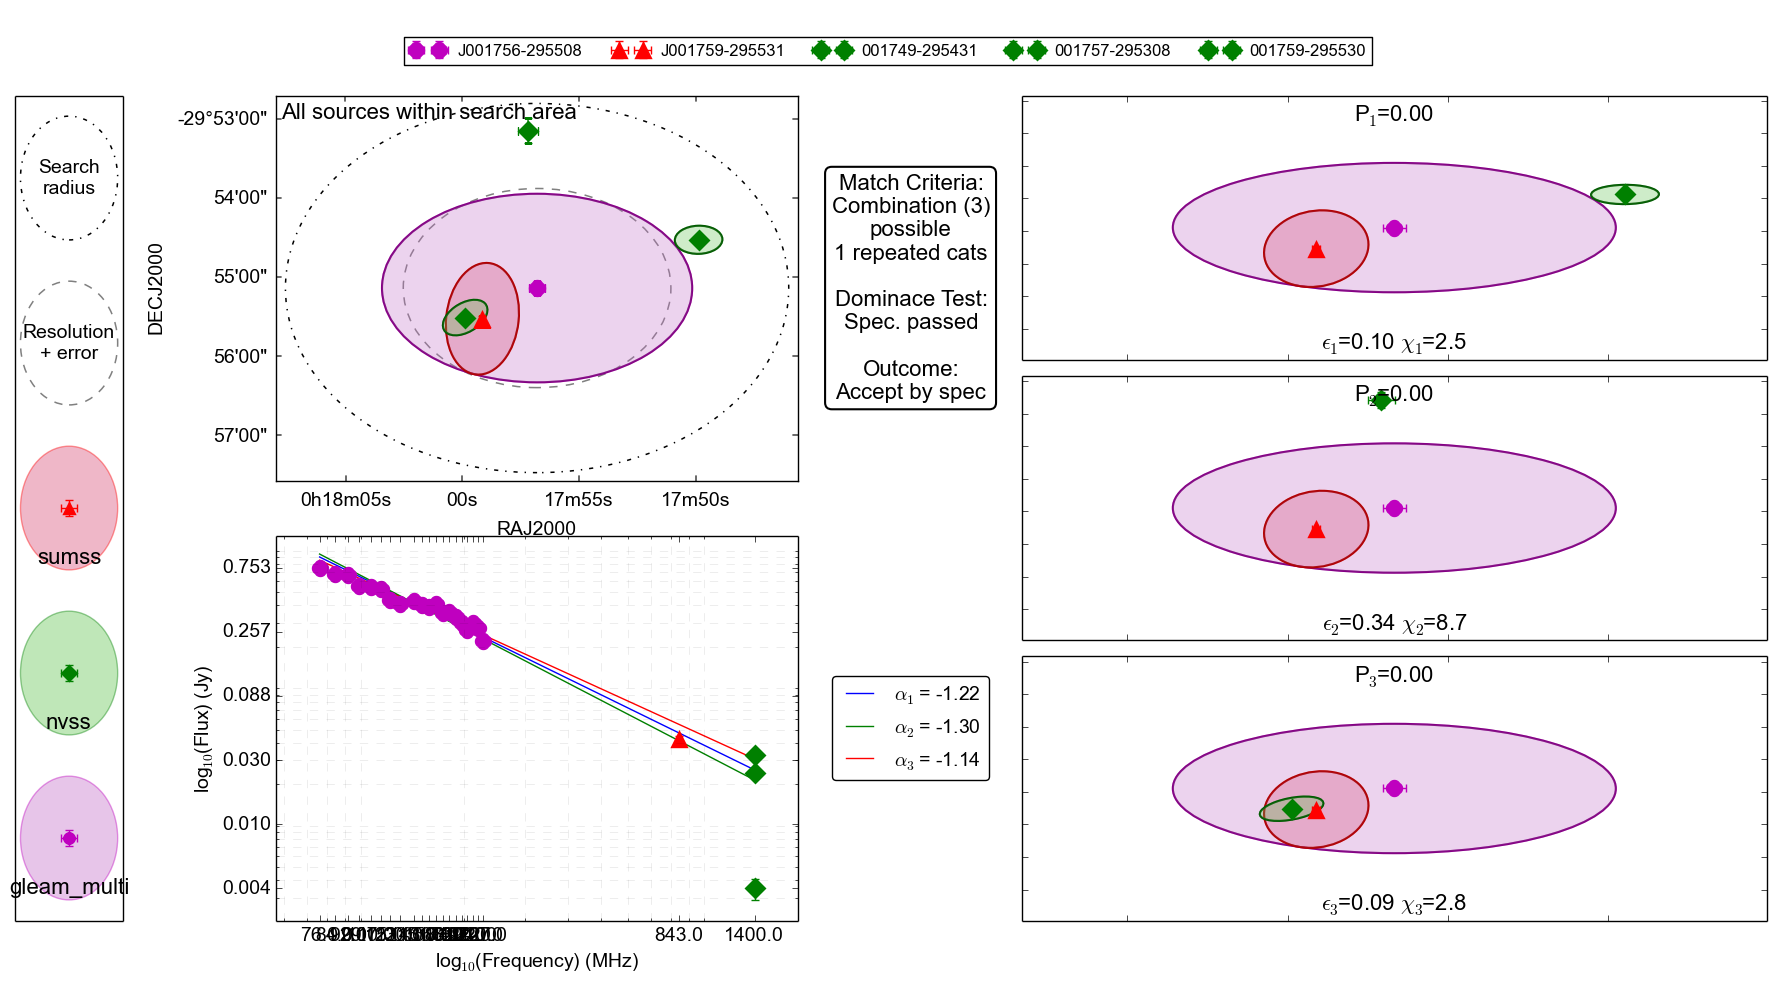 J001756-295508
J001759-295531
001749-295431
001757-295308
001759-295530
Search
radius
Resolution
+ error
sumss
nvss
gleam_multi
All sources within search area
DECJ2000
-29°53'00"
54'00"
55'00"
56'00"
57'00"
0h18m05s
00s
17m55s
17m50s
RAJ2000
Match Criteria:
Combination (3)
possible
1 repeated cats
Dominace Test:
Spec. passed
Outcome:
Accept by spec
log₁₀(Flux) (Jy)
0.753
0.257
0.088
0.030
0.010
0.004
843.0
1400.0
log₁₀(Frequency) (MHz)
α₁ = -1.22
α₂ = -1.30
α₃ = -1.14
P₁=0.00
ϵ₁=0.10 χ₁=2.5
P₂=0.00
ϵ₂=0.34 χ₂=8.7
P₃=0.00
ϵ₃=0.09 χ₃=2.8